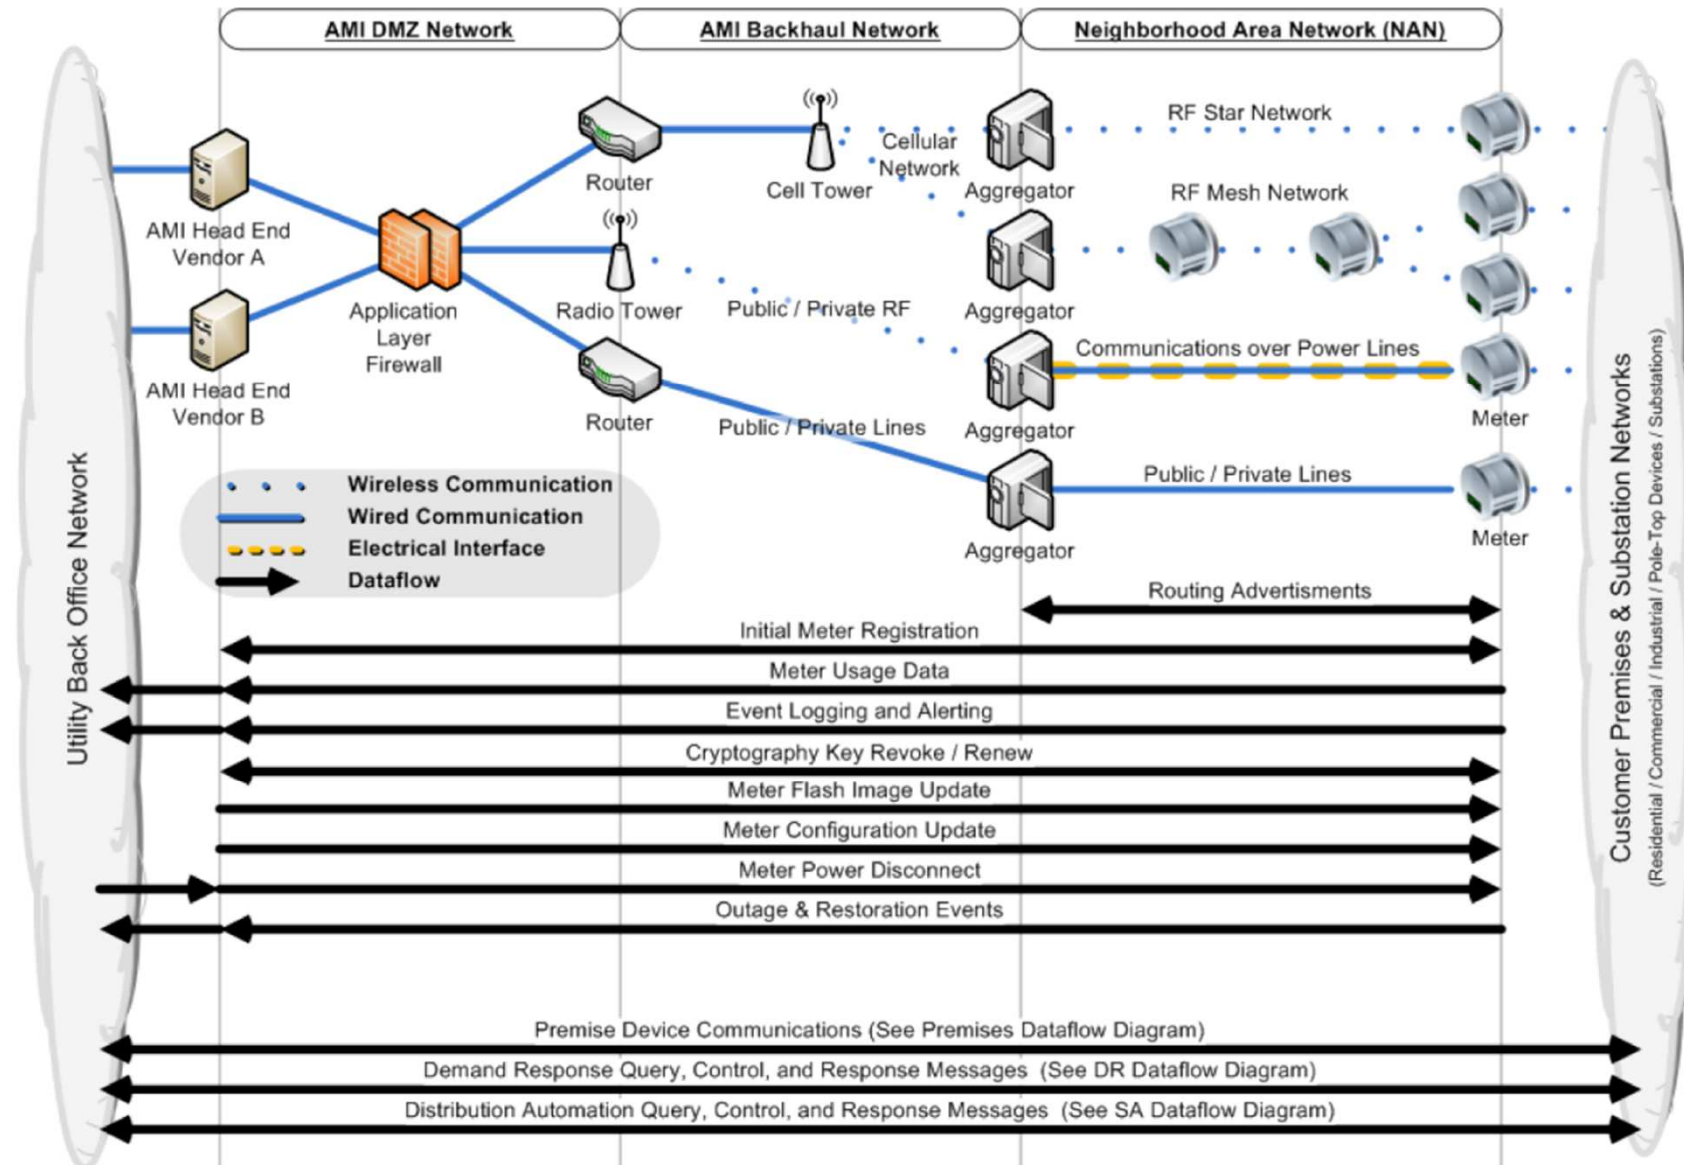 AMI DMZ Network
AMI Backhaul Network
Neighborhood Area Network (NAN)
RF Star Network
Cellular
Network
Router
Cell Tower
Aggregator
RF Mesh Network
AMI Head End
Vendor A
Application
Layer
Firewall
Radio Tower
Public / Private RF
Aggregator
Communications over Power Lines
AMI Head End
Vendor B
Router
Public / Private Lines
Aggregator
Meter
Public / Private Lines
Aggregator
Meter
Wireless Communication
Wired Communication
Electrical Interface
Dataflow
Utility Back Office Network
Customer Premises & Substation Networks
(Residential / Commercial / Industrial / Pole-Top Devices / Substations)
Routing Advertisments
Initial Meter Registration
Meter Usage Data
Event Logging and Alerting
Cryptography Key Revoke / Renew
Meter Flash Image Update
Meter Configuration Update
Meter Power Disconnect
Outage & Restoration Events
Premise Device Communications (See Premises Dataflow Diagram)
Demand Response Query, Control, and Response Messages (See DR Dataflow Diagram)
Distribution Automation Query, Control, and Response Messages (See SA Dataflow Diagram)